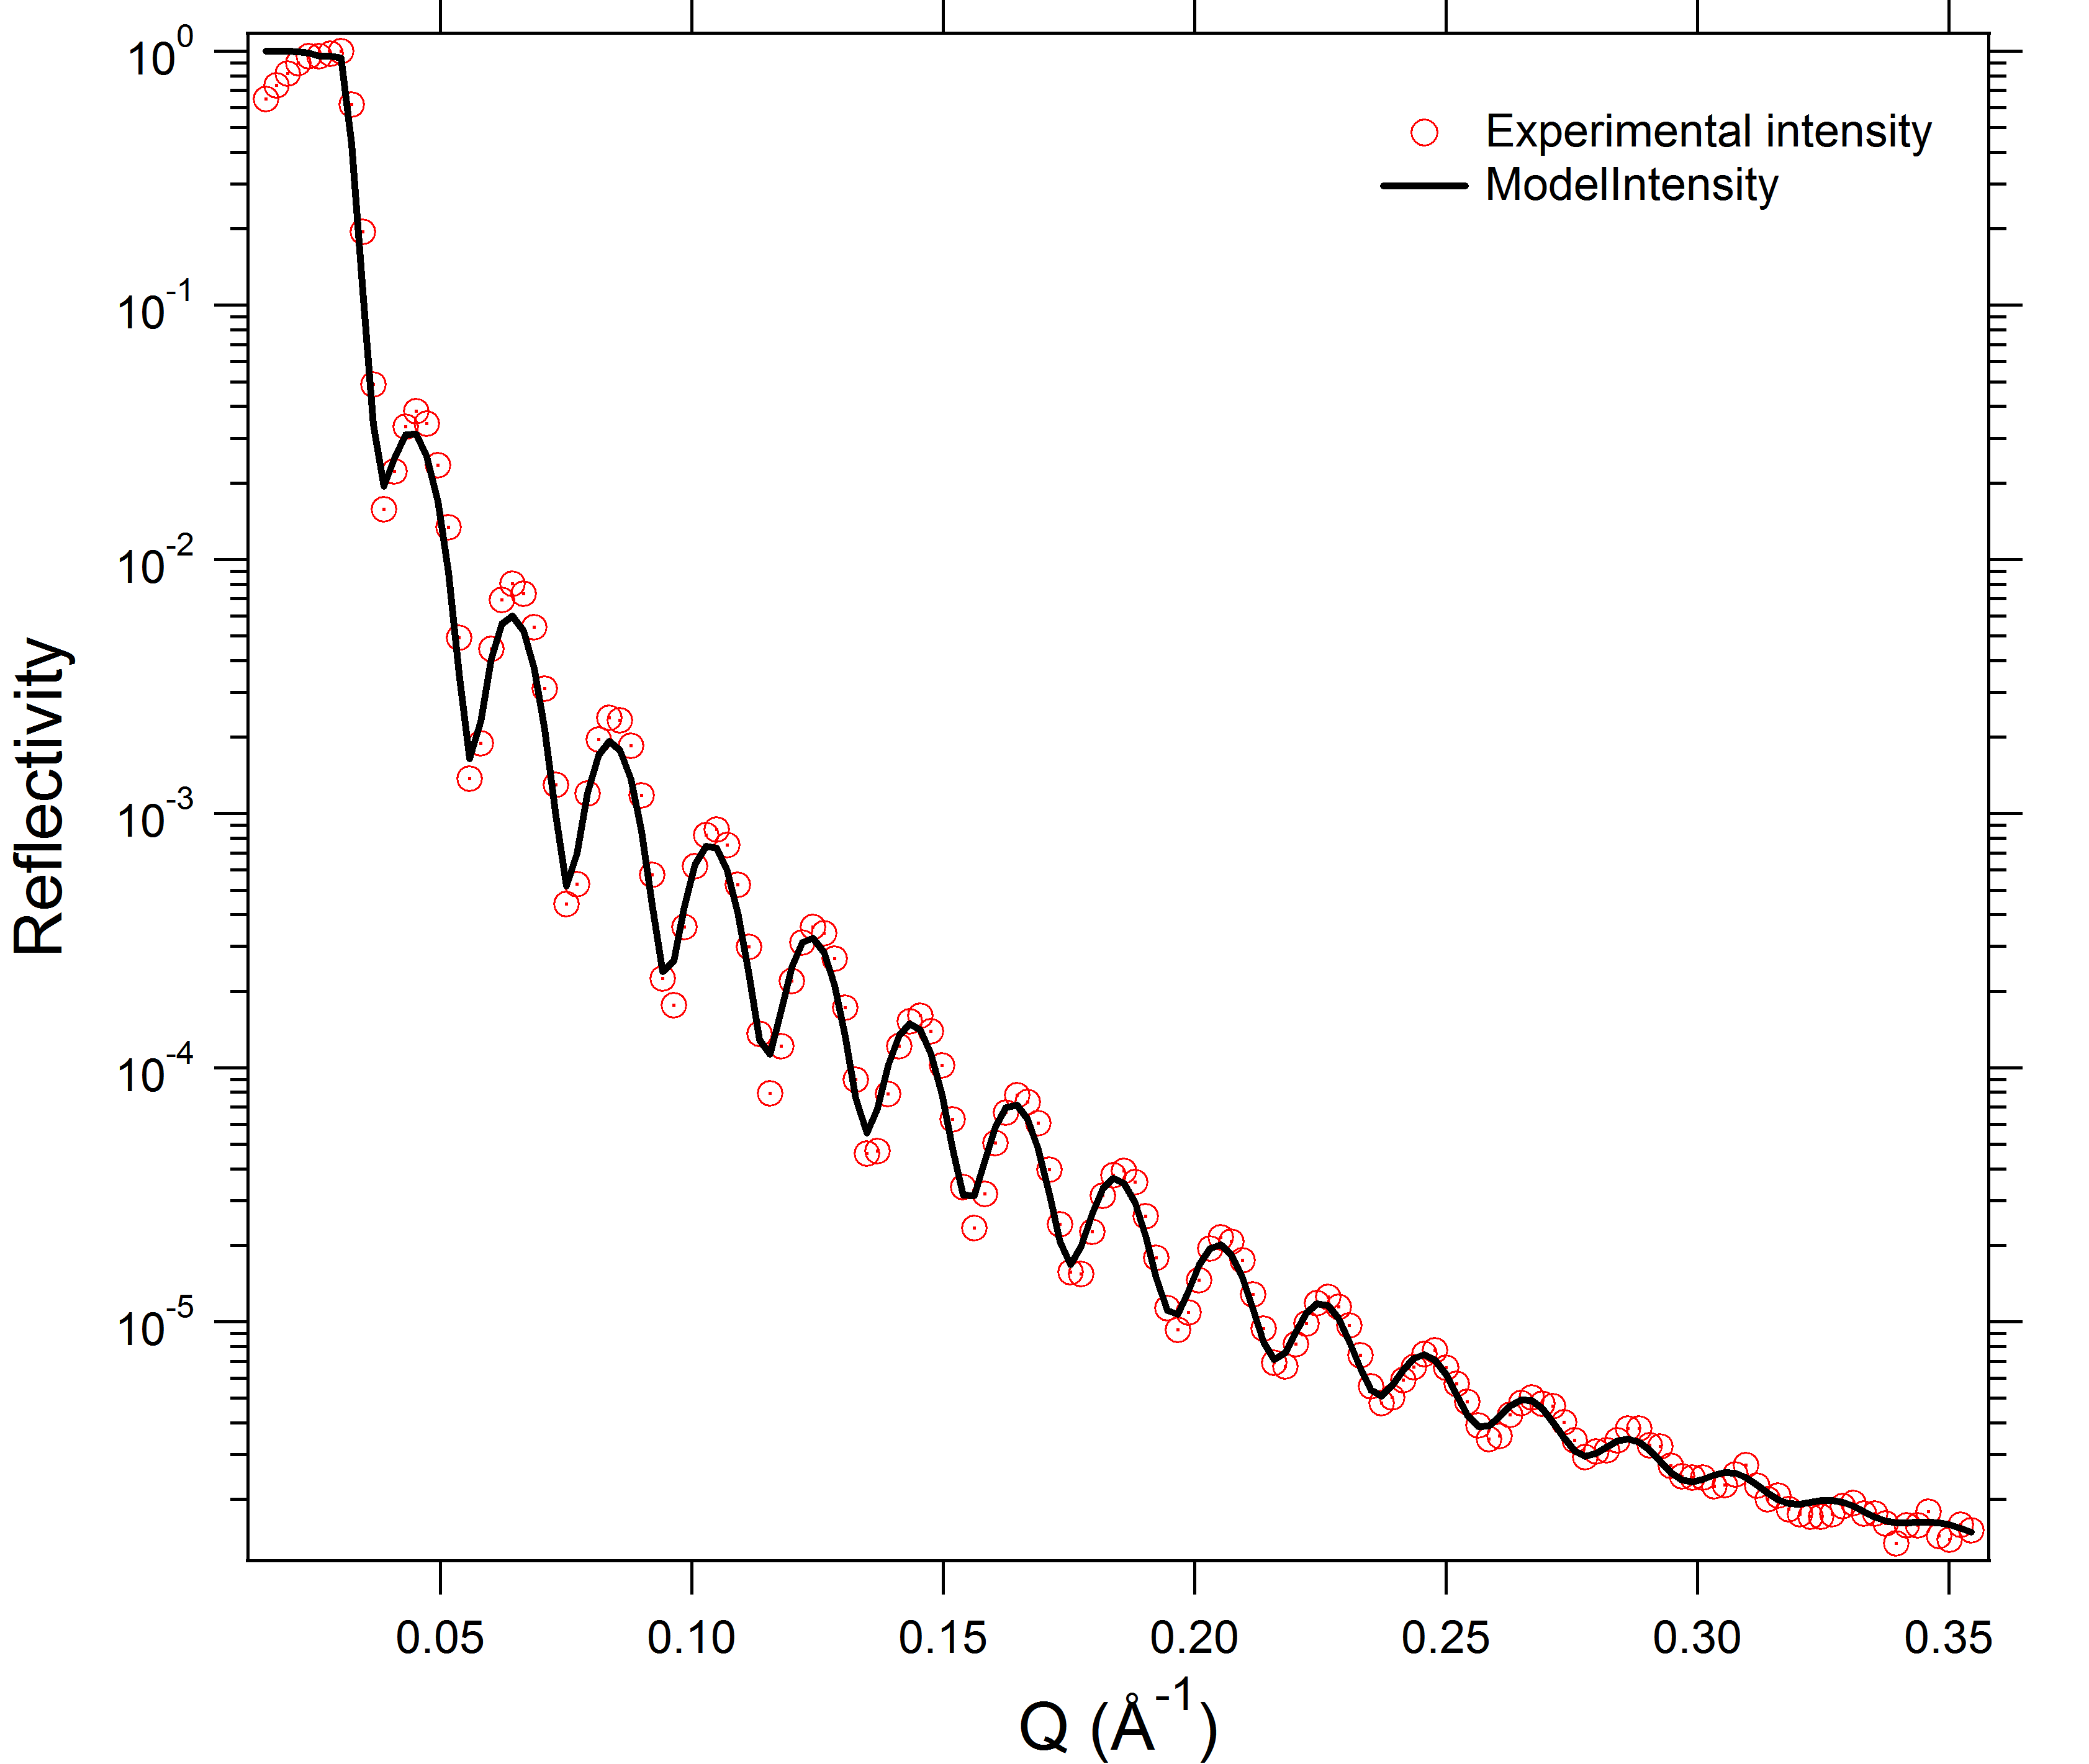 Experimental intensity
ModelIntensity
Reflectivity
10^0
10^-1
10^-2
10^-3
10^-4
10^-5
0.05 0.10 0.15 0.20 0.25 0.30 0.35
Q (Å^-1)